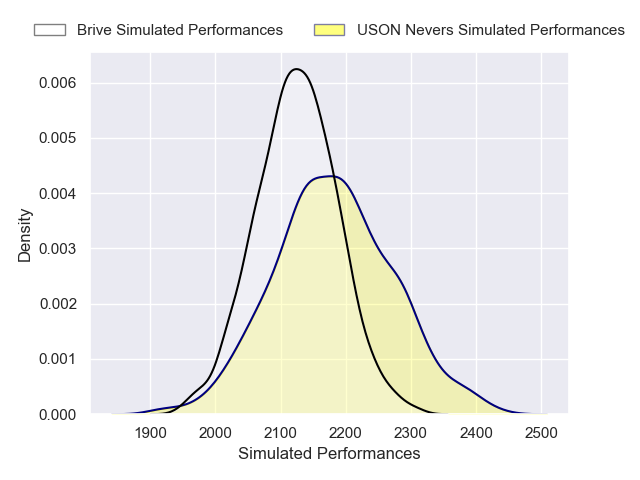 Brive Simulated Performances
USON Nevers Simulated Performances
0.006
0.005
0.004
0.003
0.002
0.001
0.000
Density
1900 2000 2100 2200 2300 2400 2500
Simulated Performances